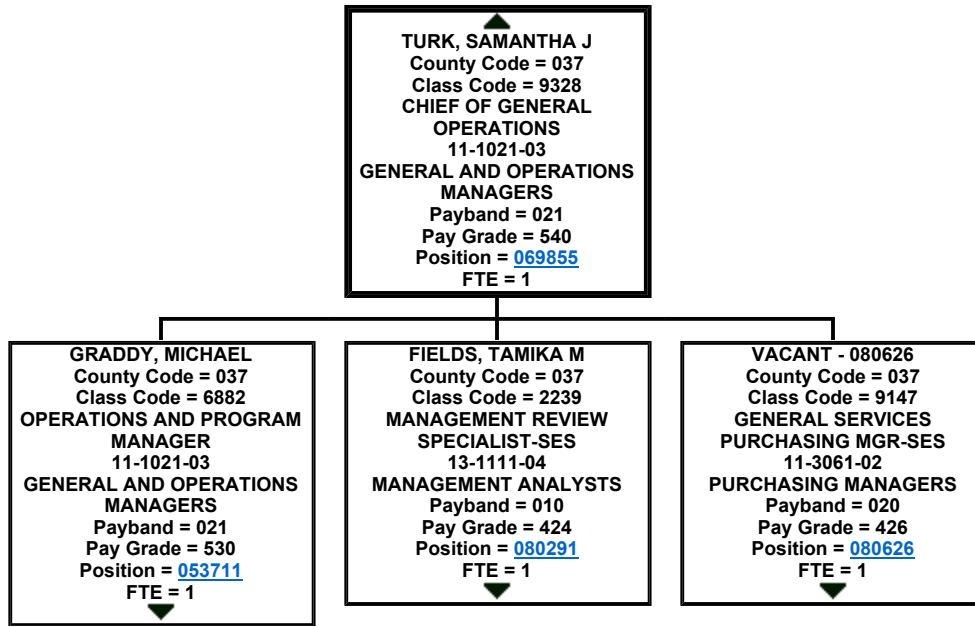 TURK, SAMANTHA J
County Code = 037
Class Code = 9328
CHIEF OF GENERAL
OPERATIONS
11-1021-03
GENERAL AND OPERATIONS
MANAGERS
Payband = 021
Pay Grade = 540
Position = 069855
FTE = 1
GRADDY, MICHAEL
County Code = 037
Class Code = 6882
OPERATIONS AND PROGRAM
MANAGER
11-1021-03
GENERAL AND OPERATIONS
MANAGERS
Payband = 021
Pay Grade = 530
Position = 053711
FTE = 1
FIELDS, TAMIKA M
County Code = 037
Class Code = 2239
MANAGEMENT REVIEW
SPECIALIST-SES
13-1111-04
MANAGEMENT ANALYSTS
Payband = 010
Pay Grade = 424
Position = 080291
FTE = 1
VACANT - 080626
County Code = 037
Class Code = 9147
GENERAL SERVICES
PURCHASING MGR-SES
11-3061-02
PURCHASING MANAGERS
Payband = 020
Pay Grade = 426
Position = 080626
FTE = 1